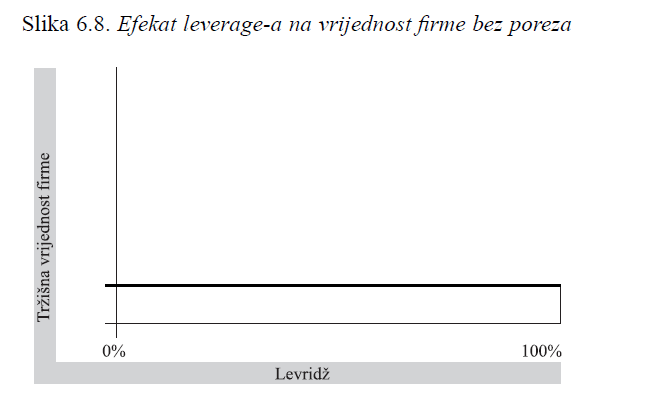 Slika 6.8. Efekat leverage-a na vrijednost firme bez poreza
Tržišna vrijednost firme
0%
100%
Levridž